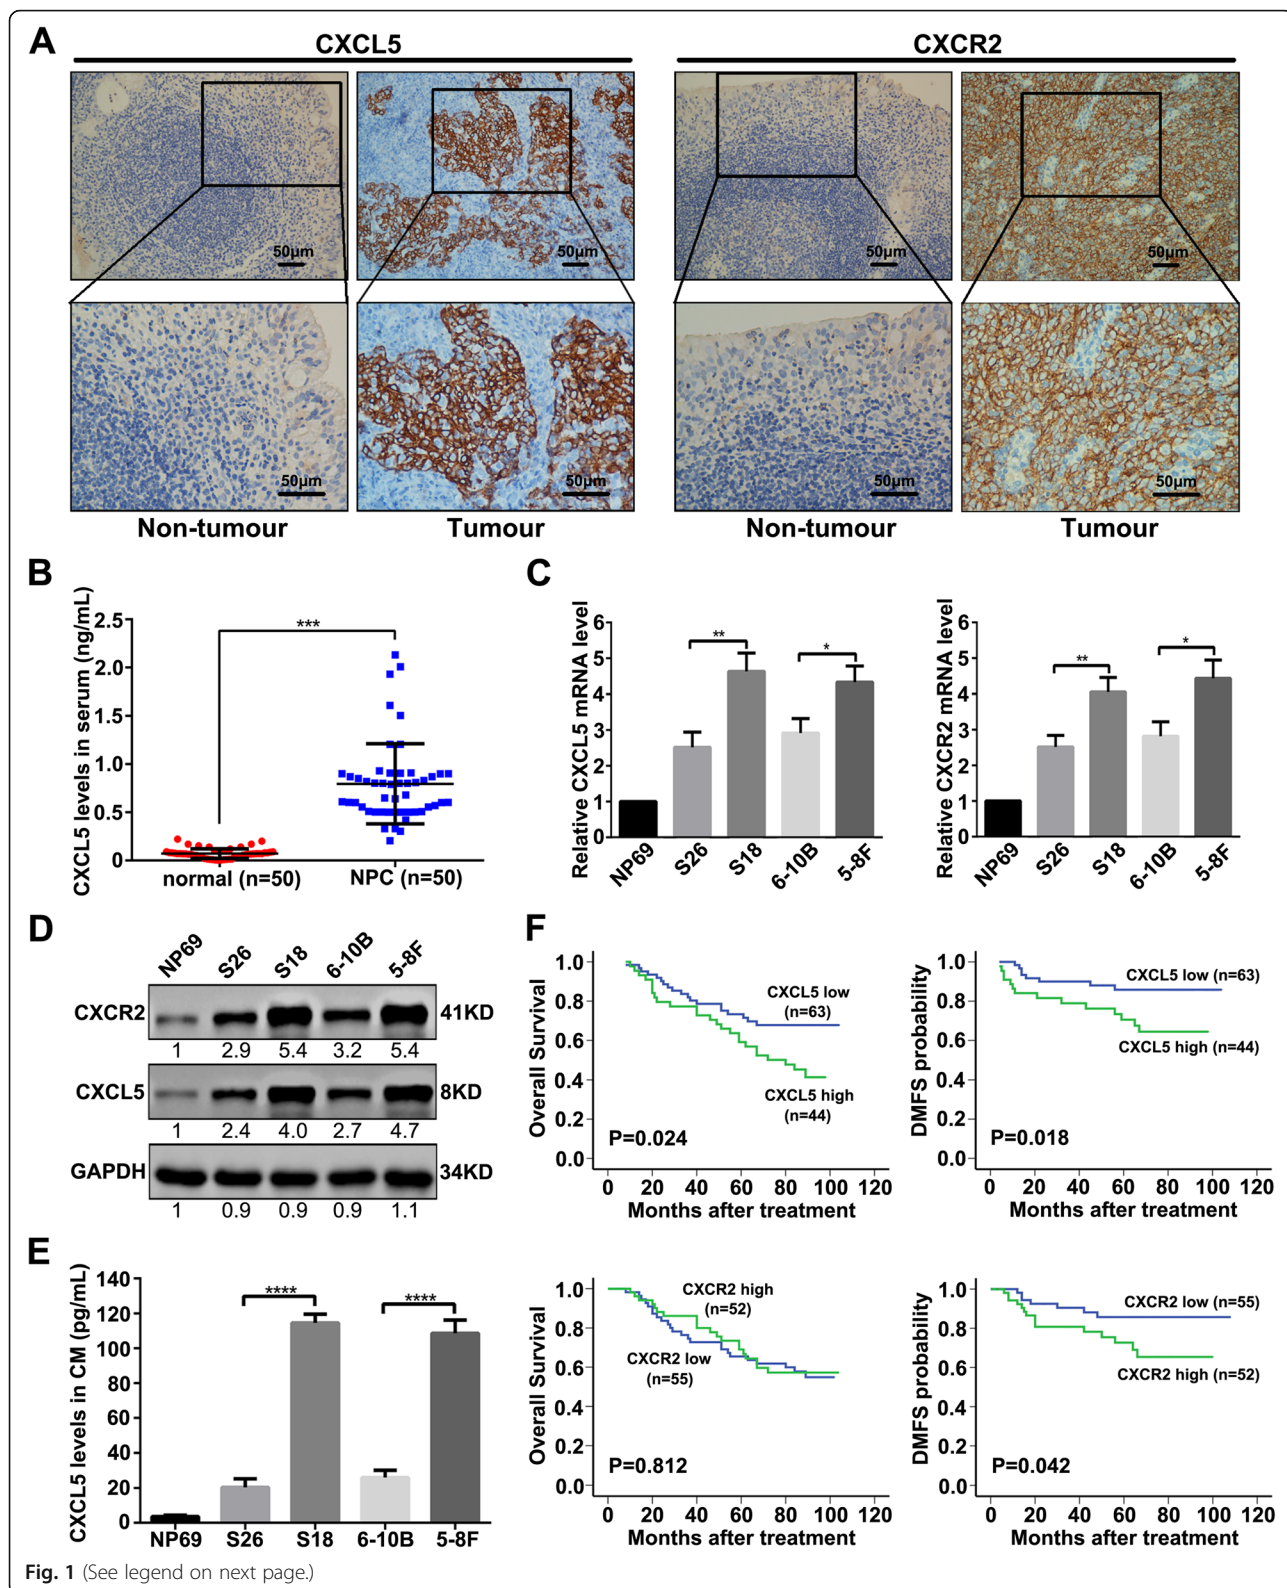 A
CXCL5
CXCR2
50µm
50µm
50µm
50µm
50µm
50µm
50µm
50µm
Non-tumour
Tumour
Non-tumour
Tumour
B
CXCL5 levels in serum (ng/mL)
2.5
2.0
1.5
1.0
0.5
0
***
normal (n=50)
NPC (n=50)
C
Relative CXCL5 mRNA level
6
5
4
3
2
1
0
**
*
NP69
S26
S18
6-10B
5-8F
Relative CXCR2 mRNA level
6
5
4
3
2
1
0
**
*
NP69
S26
S18
6-10B
5-8F
D
NP69 S26 S18 6-10B 5-8F
CXCR2 41KD
1 2.9 5.4 3.2 5.4
CXCL5 8KD
1 2.4 4.0 2.7 4.7
GAPDH 34KD
1 0.9 0.9 0.9 1.1
E
CXCL5 levels in CM (pg/mL)
140
120
100
80
60
40
20
0
****
****
NP69 S26 S18 6-10B 5-8F
F
Overall Survival
1.0
0.8
0.6
0.4
0.2
0.0
CXCL5 low
(n=63)
CXCL5 high
(n=44)
P=0.024
0 20 40 60 80 100 120
Months after treatment
DMFS probability
1.0
0.8
0.6
0.4
0.2
0.0
CXCL5 low (n=63)
CXCL5 high (n=44)
P=0.018
0 20 40 60 80 100 120
Months after treatment
Overall Survival
1.0
0.8
0.6
0.4
0.2
0.0
CXCR2 high
(n=52)
CXCR2 low
(n=55)
P=0.812
0 20 40 60 80 100 120
Months after treatment
DMFS probability
1.0
0.8
0.6
0.4
0.2
0.0
CXCR2 low (n=55)
CXCR2 high (n=52)
P=0.042
0 20 40 60 80 100 120
Months after treatment
Fig. 1 (See legend on next page.)